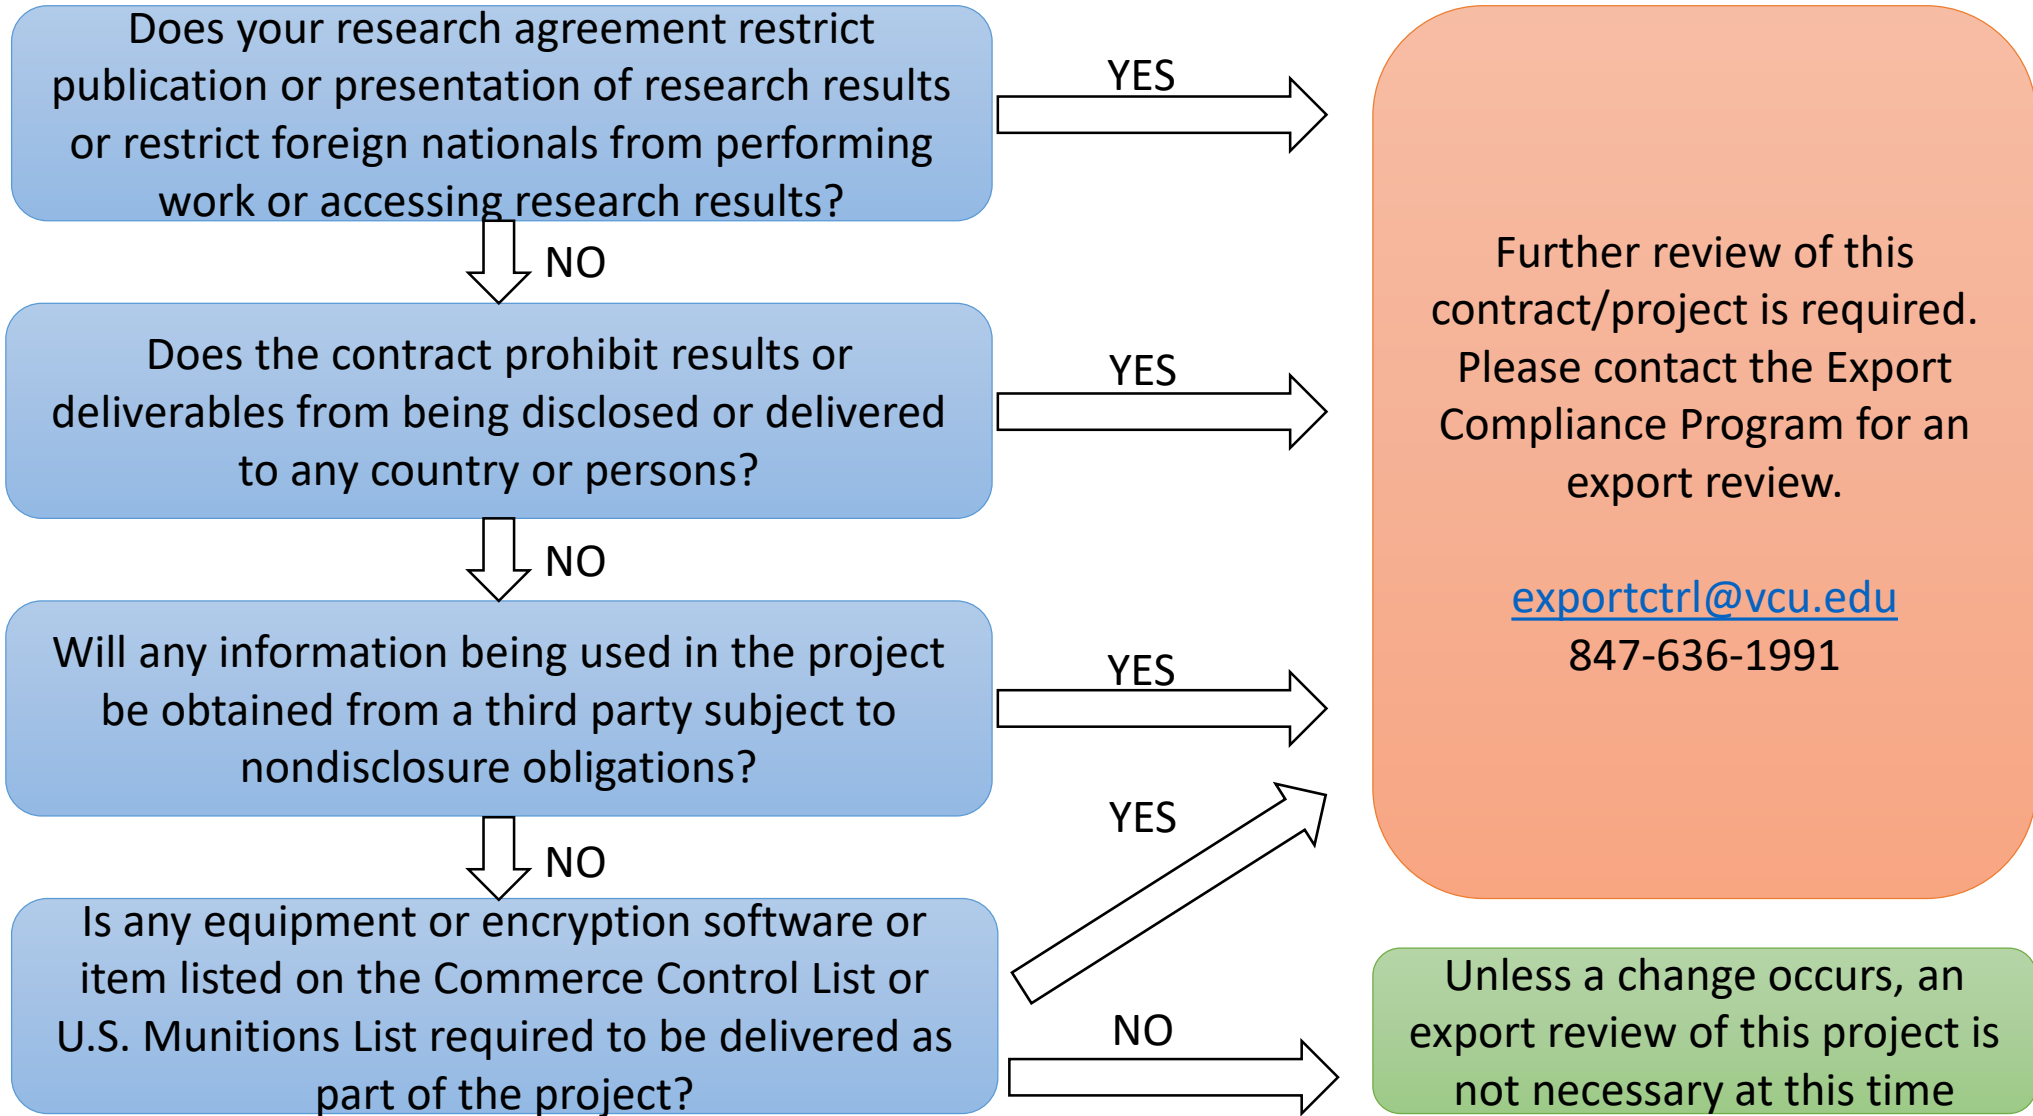 Does your research agreement restrict
publication or presentation of research results
or restrict foreign nationals from performing
work or accessing research results?
YES
NO
Does the contract prohibit results or
deliverables from being disclosed or delivered
to any country or persons?
YES
NO
Will any information being used in the project
be obtained from a third party subject to
nondisclosure obligations?
YES
NO
Is any equipment or encryption software or
item listed on the Commerce Control List or
U.S. Munitions List required to be delivered as
part of the project?
YES
NO
Further review of this
contract/project is required.
Please contact the Export
Compliance Program for an
export review.
exportctrl@vcu.edu
847-636-1991
Unless a change occurs, an
export review of this project is
not necessary at this time